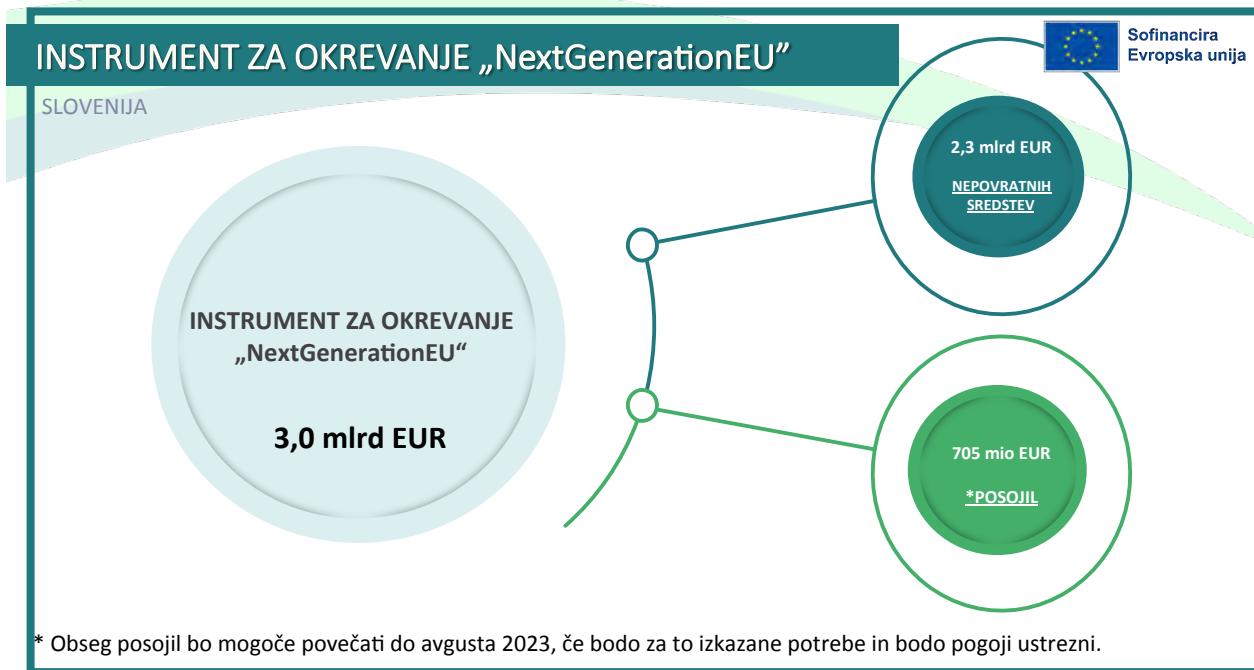 INSTRUMENT ZA OKREVANJE „NextGenerationEU”
Sofinancira
Evropska unija
SLOVENIJA
2,3 mlrd EUR
NEPOVRATNIH
SREDSTEV
INSTRUMENT ZA OKREVANJE
„NextGenerationEU“
3,0 mlrd EUR
705 mio EUR
*POSOJIL
* Obseg posojil bo mogoče povečati do avgusta 2023, če bodo za to izkazane potrebe in bodo pogoji ustrezni.